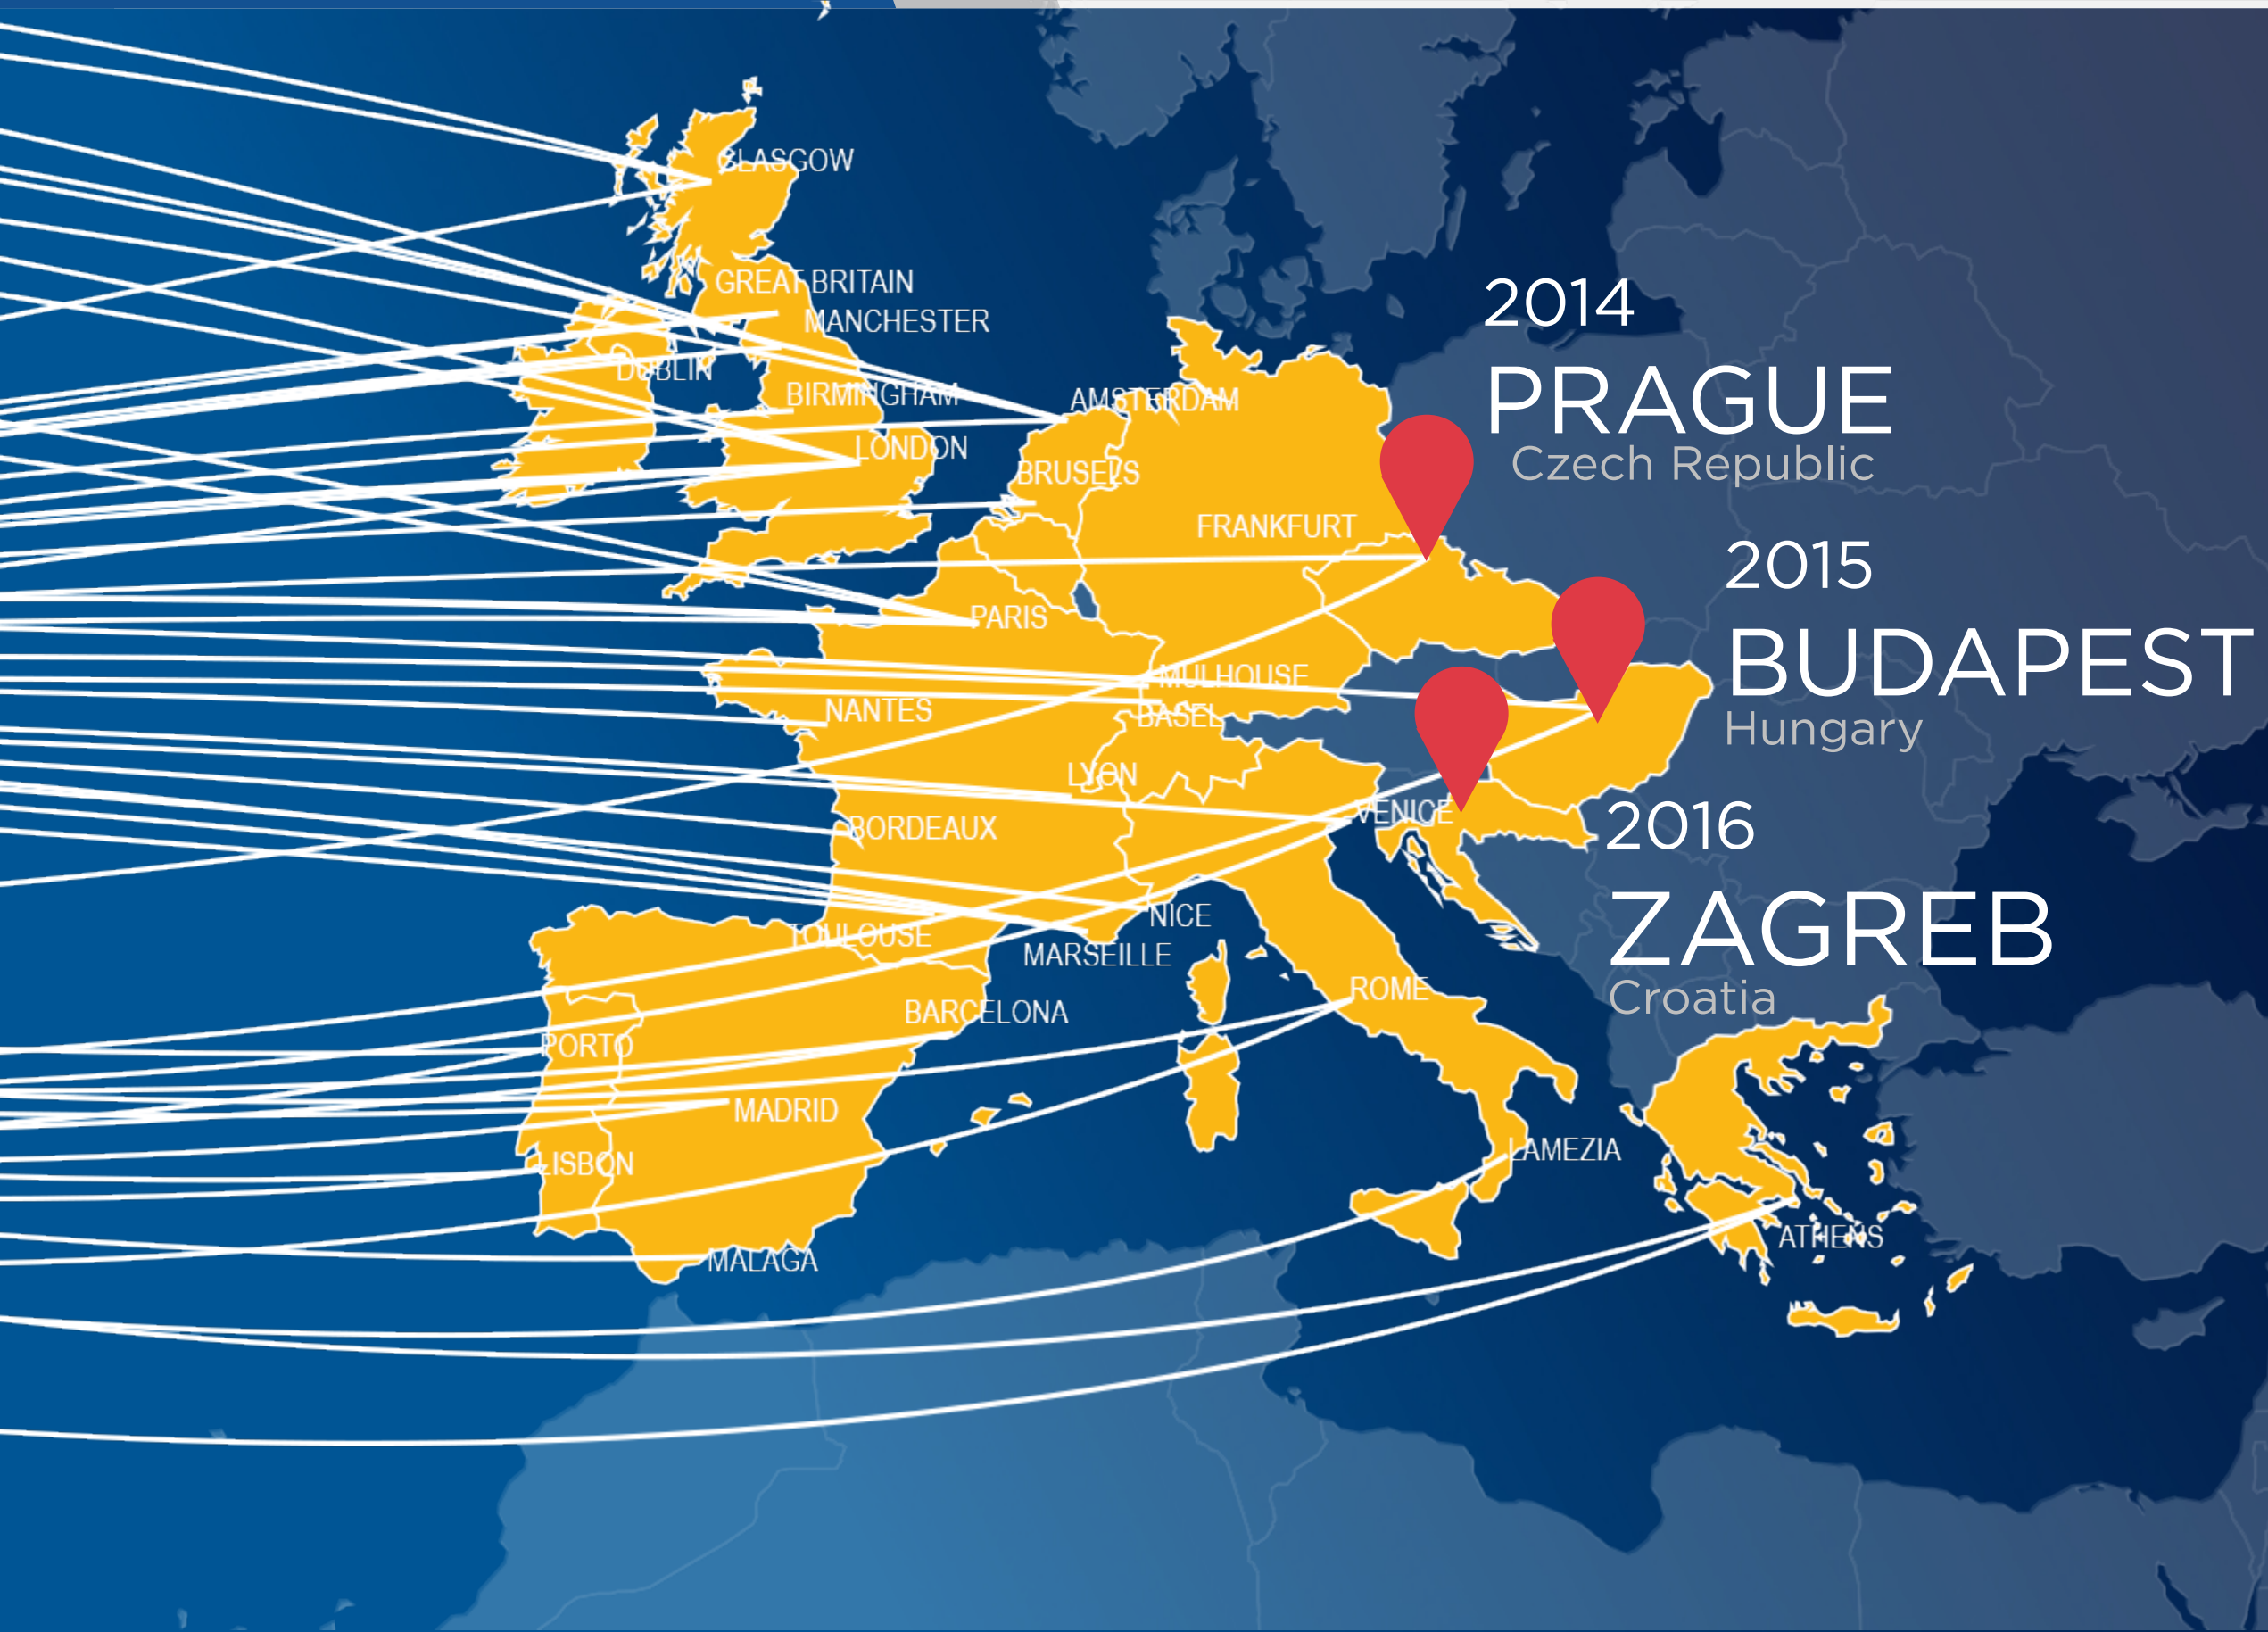 GLASGOW
GREAT BRITAIN
MANCHESTER
DUBLIN
BIRMINGHAM
AMSTERDAM
LONDON
BRUSELS
FRANKFURT
2014
PRAGUE
Czech Republic
2015
BUDAPEST
Hungary
PARIS
MULHOUSE
NANTES
BASEL
LYON
VENICE
BORDEAUX
2016
ZAGREB
Croatia
NICE
TOULOUSE
MARSEILLE
ROME
BARCELONA
PORTO
MADRID
LISBON
LAMEZIA
ATHENS
MALAGA